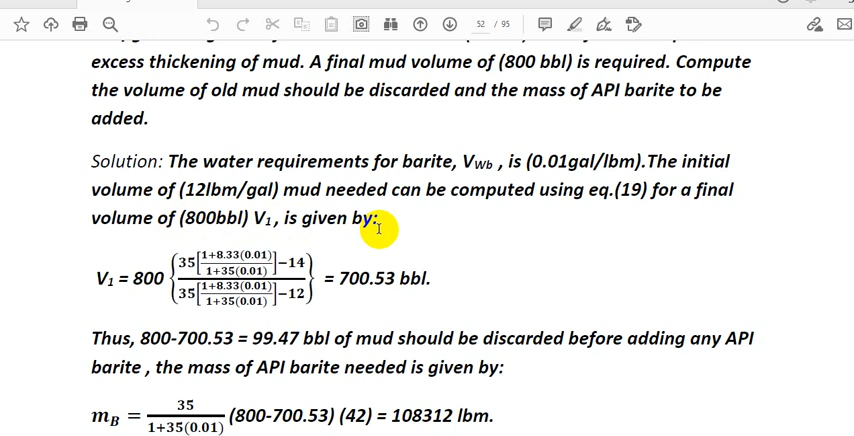 52 / 95
excess thickening of mud. A final mud volume of (800 bbl) is required. Compute
the volume of old mud should be discarded and the mass of API barite to be
added.
Solution: The water requirements for barite, VWb , is (0.01gal/lbm).The initial
volume of (12lbm/gal) mud needed can be computed using eq.(19) for a final
volume of (800bbl) V1 , is given by:
V1 = 800 {35[1+8.33(0.01)/1+35(0.01)]−14 / 35[1+8.33(0.01)/1+35(0.01)]−12} = 700.53 bbl.
Thus, 800-700.53 = 99.47 bbl of mud should be discarded before adding any API
barite , the mass of API barite needed is given by:
mB = 35/1+35(0.01) (800-700.53) (42) = 108312 lbm.